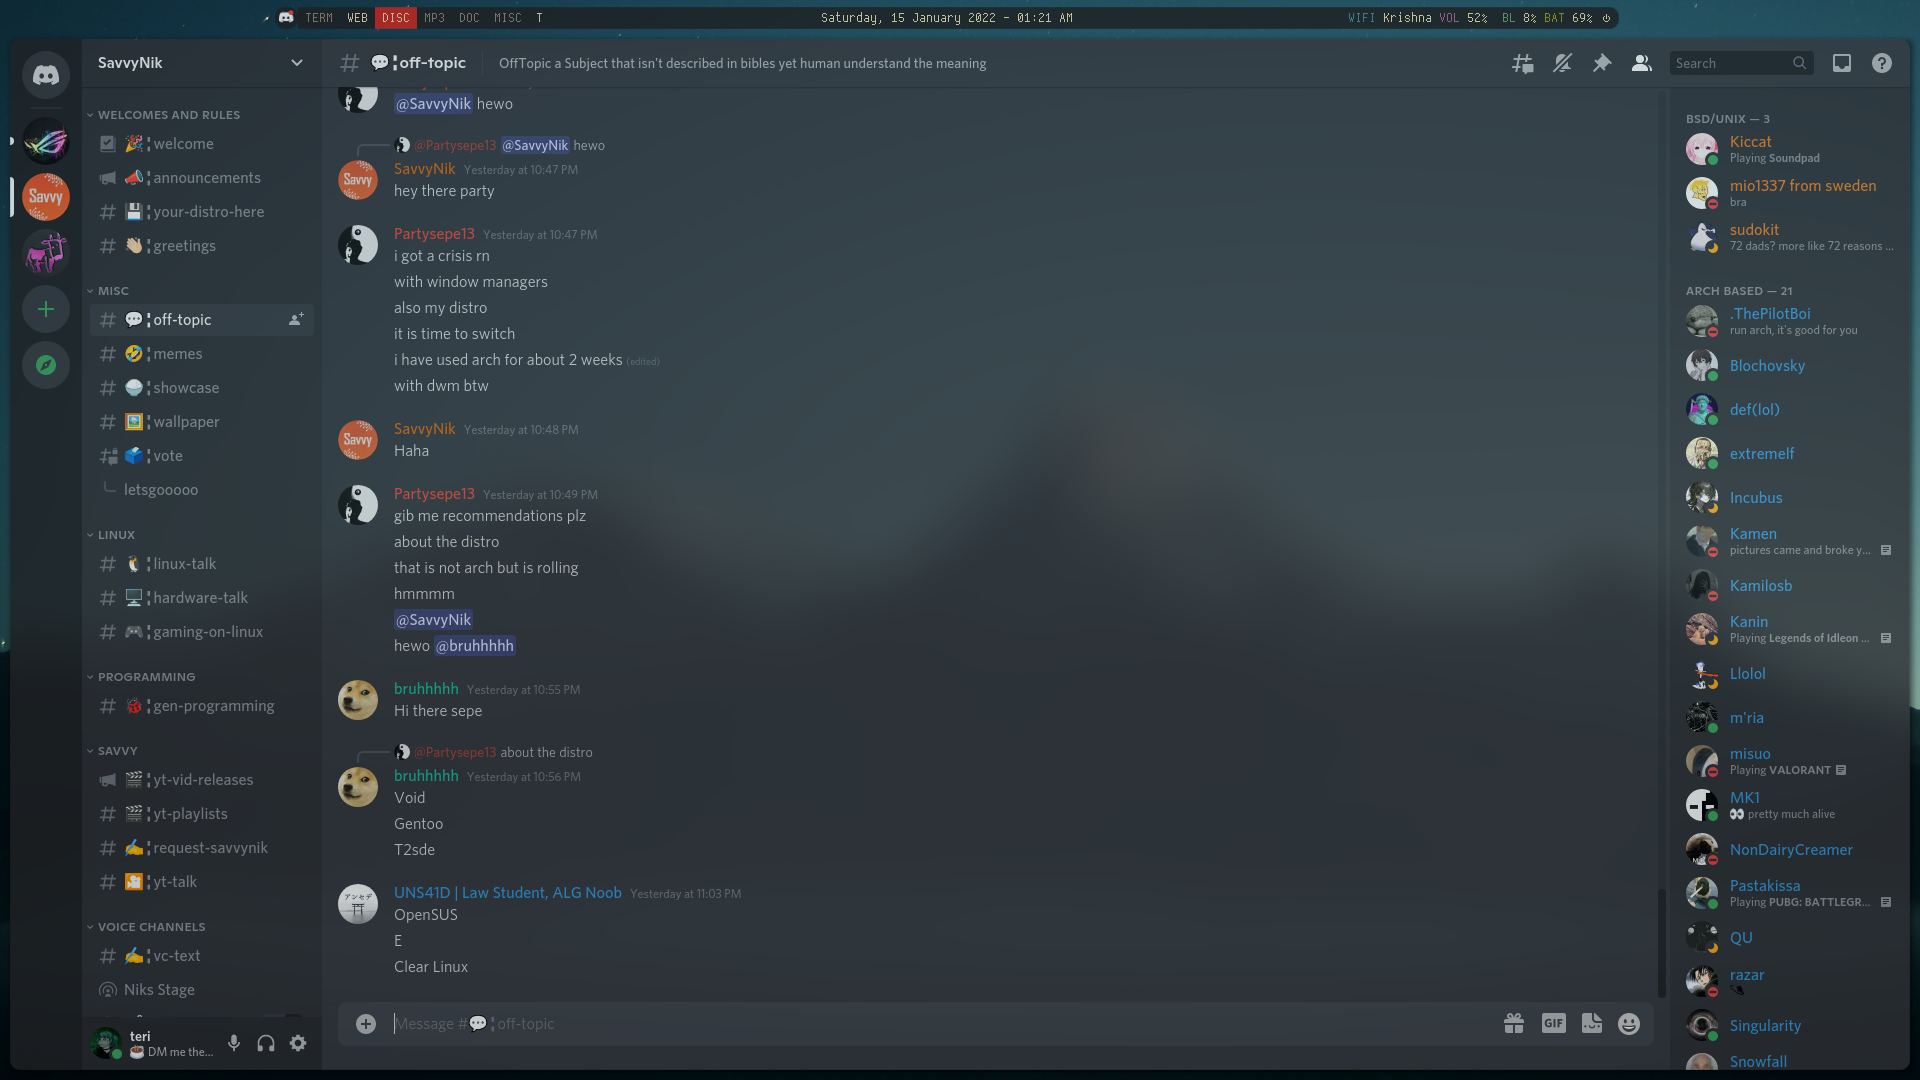 TERM WEB DISC MP3 DOC MISC T
Saturday, 15 January 2022 - 01:21 AM
WIFI Krishna VOL 52% BL 8% BAT 69%
SavvyNik
WELCOMES AND RULES
welcome
announcements
your-distro-here
greetings
MISC
off-topic
memes
showcase
wallpaper
vote
letsgooooo
LINUX
linux-talk
hardware-talk
gaming-on-linux
PROGRAMMING
gen-programming
SAVVY
yt-vid-releases
yt-playlists
request-savvynik
yt-talk
VOICE CHANNELS
vc-text
Niks Stage
teri
DM me the...
Savvy
# 💬¦off-topic
OffTopic a Subject that isn't described in bibles yet human understand the meaning
Search
@SavvyNik hewo
@Partysepe13 @SavvyNik hewo
SavvyNik Yesterday at 10:47 PM
Savvy
hey there party
Partysepe13 Yesterday at 10:47 PM
i got a crisis rn
with window managers
also my distro
it is time to switch
i have used arch for about 2 weeks (edited)
with dwm btw
SavvyNik Yesterday at 10:48 PM
Savvy
Haha
Partysepe13 Yesterday at 10:49 PM
gib me recommendations plz
about the distro
that is not arch but is rolling
hmmmm
@SavvyNik
hewo @bruhhhhh
bruhhhhh Yesterday at 10:55 PM
Hi there sepe
@Partysepe13 about the distro
bruhhhhh Yesterday at 10:56 PM
Void
Gentoo
T2sde
UNS41D | Law Student, ALG Noob Yesterday at 11:03 PM
アンセデ
OpenSUS
E
Clear Linux
Message #💬¦off-topic
GIF
BSD/UNIX — 3
Kiccat
Playing Soundpad
mio1337 from sweden
bra
sudokit
72 dads? more like 72 reasons ...
ARCH BASED — 21
.ThePilotBoi
run arch, it's good for you
Blochovsky
def(lol)
extremelf
Incubus
Kamen
pictures came and broke y...
Kamilosb
Kanin
Playing Legends of Idleon ...
Llolol
m'ria
misuo
Playing VALORANT
MK1
👀 pretty much alive
NonDairyCreamer
Pastakissa
Playing PUBG: BATTLEGR...
QU
razar
Singularity
Snowfall